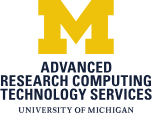 M
ADVANCED
RESEARCH COMPUTING
TECHNOLOGY SERVICES
UNIVERSITY OF MICHIGAN